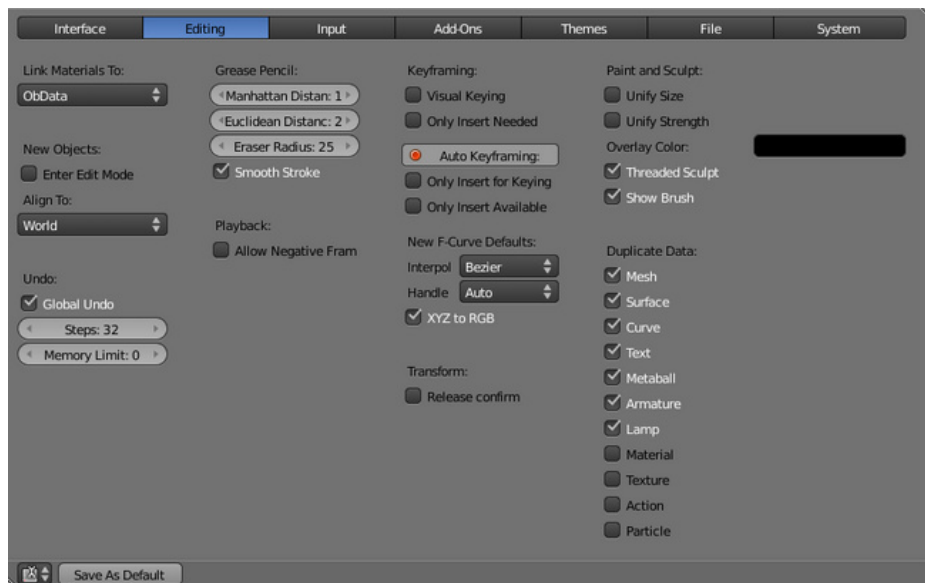 Interface Editing Input Add-Ons Themes File System
Link Materials To:
ObData
New Objects:
Enter Edit Mode
Align To:
World
Undo:
Global Undo
Steps: 32
Memory Limit: 0
Grease Pencil:
Manhattan Distan: 1
Euclidean Distanc: 2
Eraser Radius: 25
Smooth Stroke
Playback:
Allow Negative Fram
Keyframing:
Visual Keying
Only Insert Needed
Auto Keyframing:
Only Insert for Keying
Only Insert Available
New F-Curve Defaults:
Interpol Bezier
Handle Auto
XYZ to RGB
Transform:
Release confirm
Paint and Sculpt:
Unify Size
Unify Strength
Overlay Color:
Threaded Sculpt
Show Brush
Duplicate Data:
Mesh
Surface
Curve
Text
Metaball
Armature
Lamp
Material
Texture
Action
Particle
Save As Default